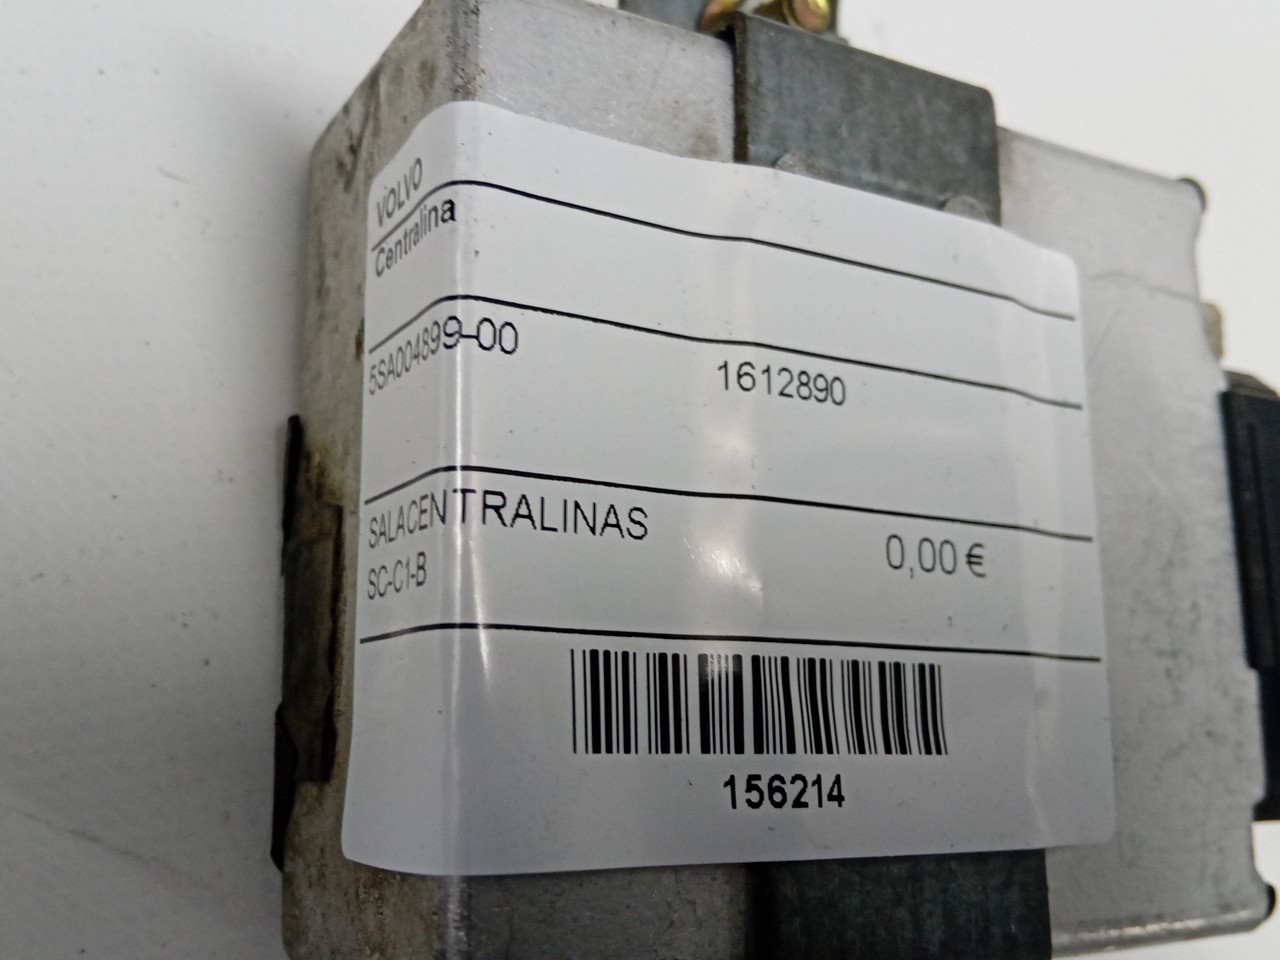 VOLVO
Centralina
5SA004899-00 1612890
SALACENTRALINAS 0,00 €
SC-C1-B
156214